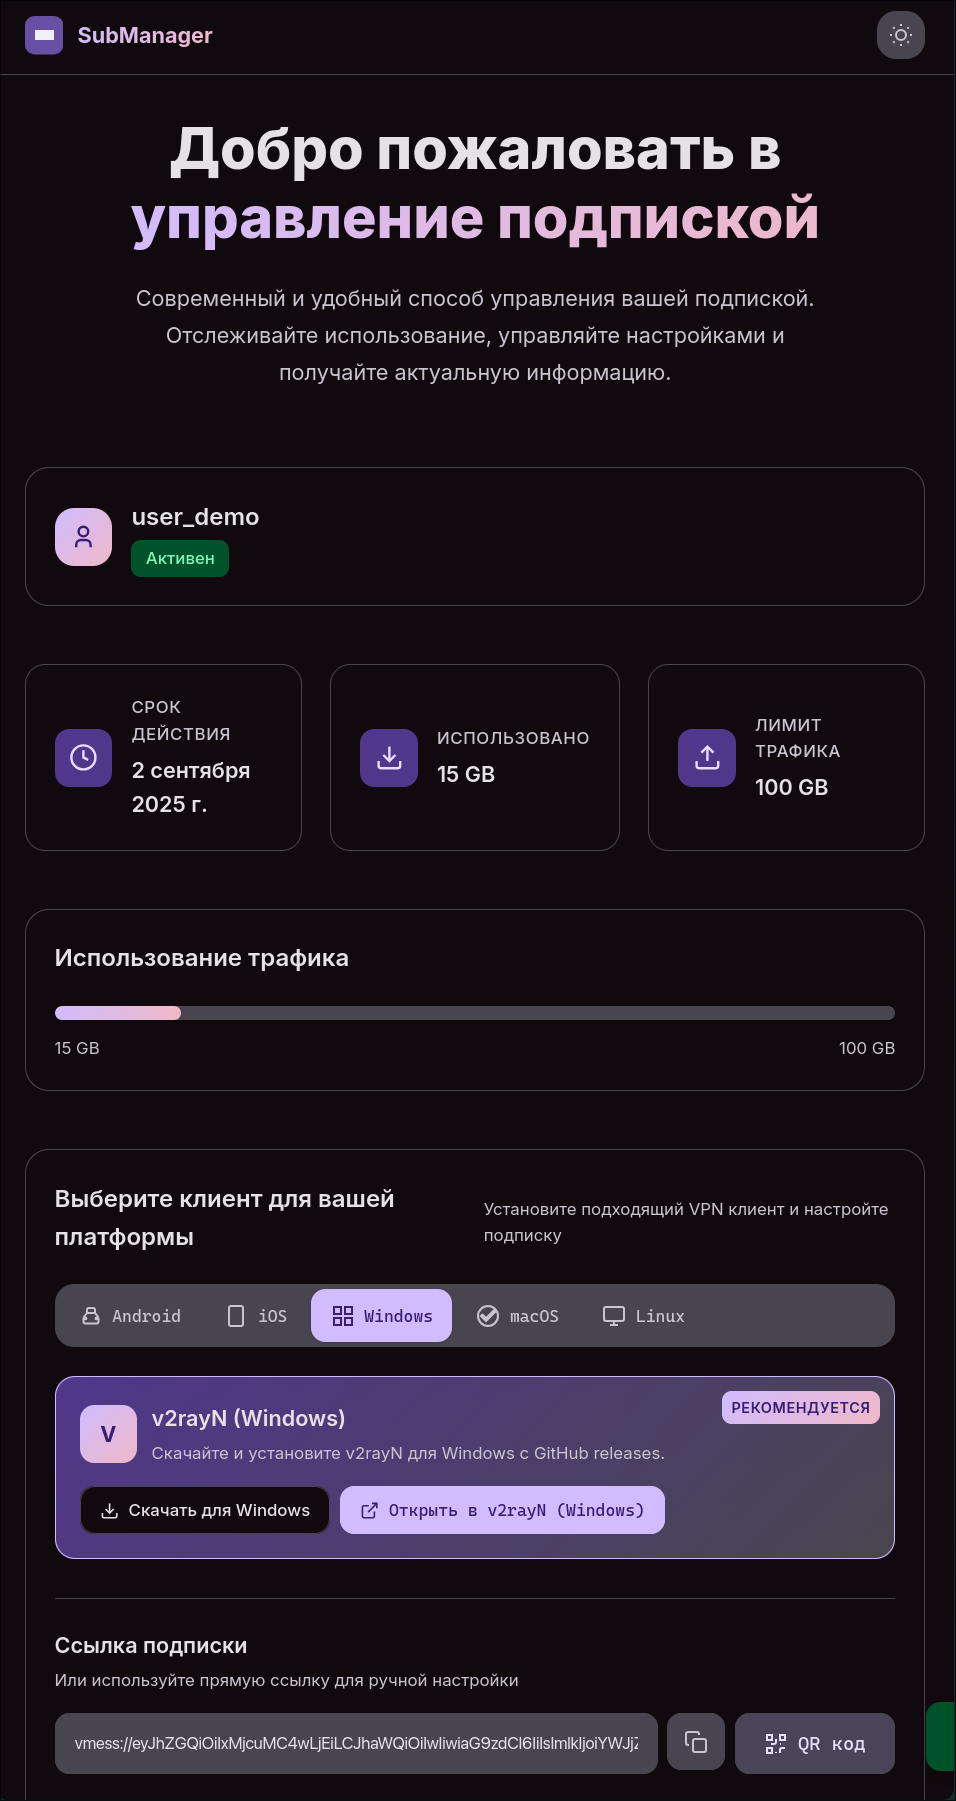 SubManager
Добро пожаловать в
управление подпиской
Современный и удобный способ управления вашей подпиской.
Отслеживайте использование, управляйте настройками и
получайте актуальную информацию.
user_demo
Активен
СРОК
ДЕЙСТВИЯ
2 сентября
2025 г.
ИСПОЛЬЗОВАНО
15 GB
ЛИМИТ
ТРАФИКА
100 GB
Использование трафика
15 GB
100 GB
Выберите клиент для вашей
платформы
Установите подходящий VPN клиент и настройте
подписку
Android
iOS
Windows
macOS
Linux
РЕКОМЕНДУЕТСЯ
V
v2rayN (Windows)
Скачайте и установите v2rayN для Windows с GitHub releases.
Скачать для Windows
Открыть в v2rayN (Windows)
Ссылка подписки
Или используйте прямую ссылку для ручной настройки
QR код